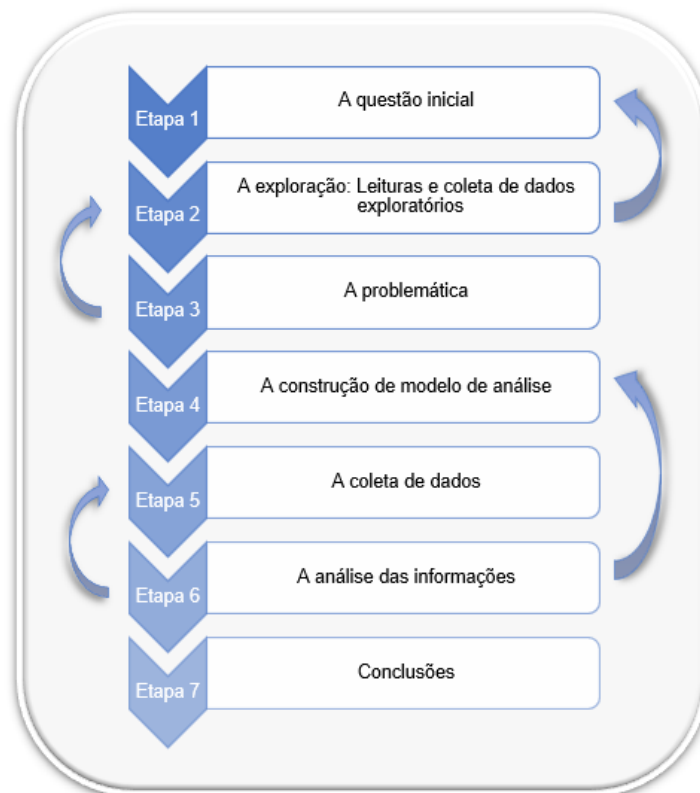 Etapa 1
A questão inicial
Etapa 2
A exploração: Leituras e coleta de dados
exploratórios
Etapa 3
A problemática
Etapa 4
A construção de modelo de análise
Etapa 5
A coleta de dados
Etapa 6
A análise das informações
Etapa 7
Conclusões